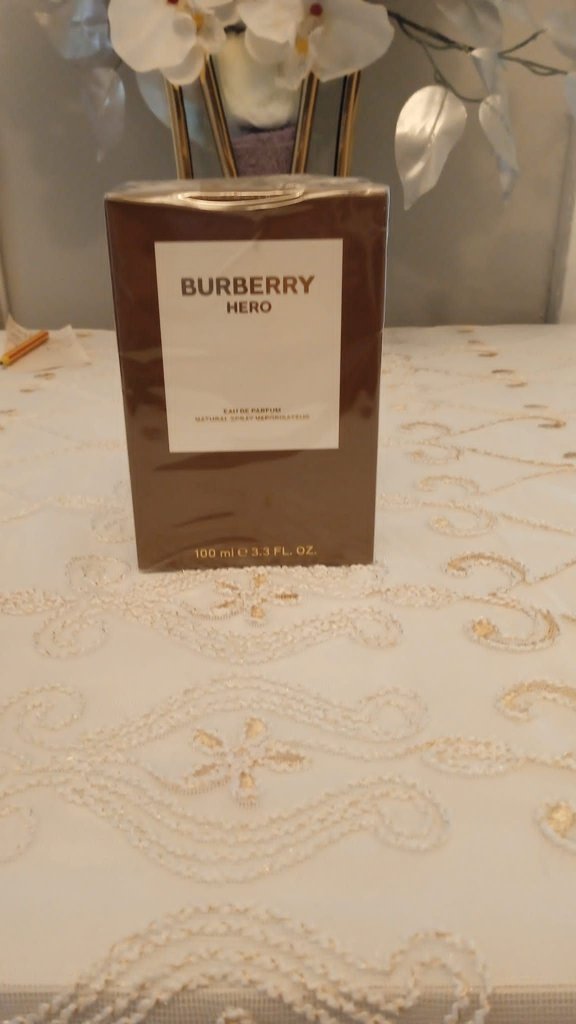 BURBERRY
HERO
EAU DE PARFUM
NATURAL SPRAY VAPORISATEUR
100 ml ℮ 3.3 FL. OZ.